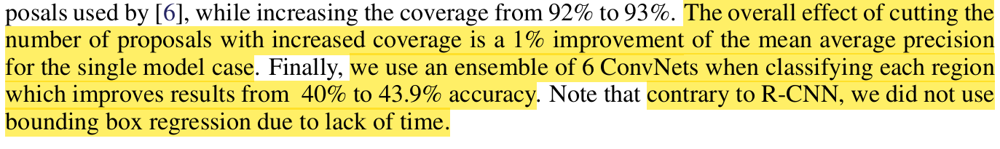 posals used by [6], while increasing the coverage from 92% to 93%. The overall effect of cutting the
number of proposals with increased coverage is a 1% improvement of the mean average precision
for the single model case. Finally, we use an ensemble of 6 ConvNets when classifying each region
which improves results from 40% to 43.9% accuracy. Note that contrary to R-CNN, we did not use
bounding box regression due to lack of time.